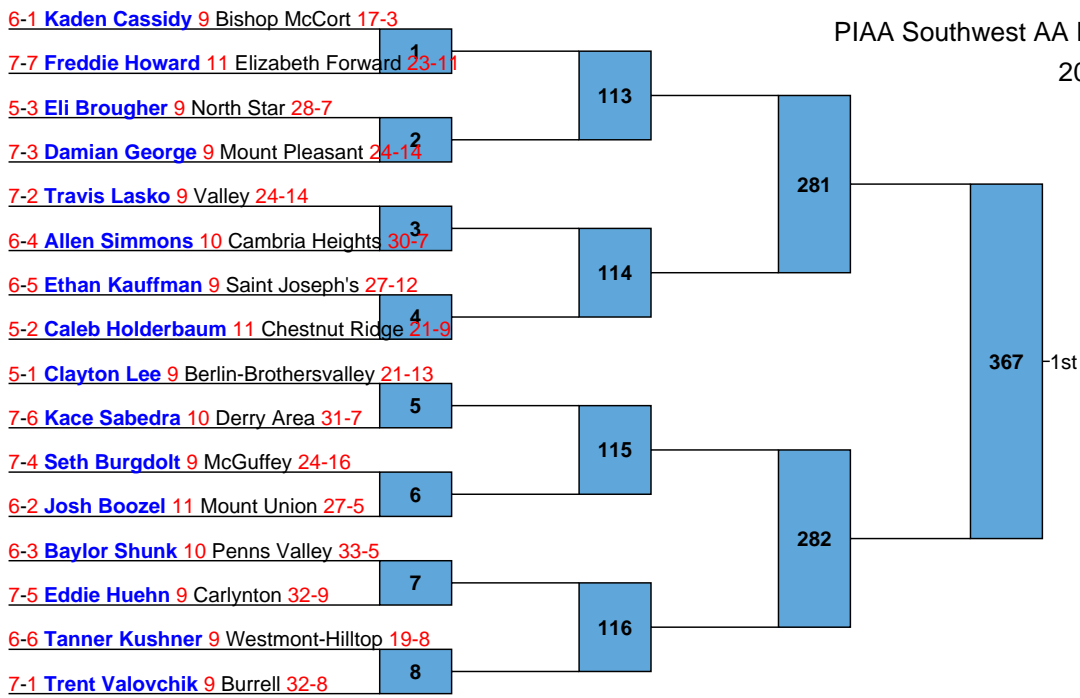 PIAA Southwest AA
20
6-1 Kaden Cassidy 9 Bishop McCort 17-3
1
7-7 Freddie Howard 11 Elizabeth Forward 23-11
113
5-3 Eli Brougher 9 North Star 28-7
2
7-3 Damian George 9 Mount Pleasant 24-14
281
7-2 Travis Lasko 9 Valley 24-14
3
6-4 Allen Simmons 10 Cambria Heights 30-7
114
6-5 Ethan Kauffman 9 Saint Joseph's 27-12
4
5-2 Caleb Holderbaum 11 Chestnut Ridge 21-9
367
1st
5-1 Clayton Lee 9 Berlin-Brothersvalley 21-13
5
7-6 Kace Sabedra 10 Derry Area 31-7
115
7-4 Seth Burgdolt 9 McGuffey 24-16
6
6-2 Josh Boozel 11 Mount Union 27-5
282
6-3 Baylor Shunk 10 Penns Valley 33-5
7
7-5 Eddie Huehn 9 Carlynton 32-9
116
6-6 Tanner Kushner 9 Westmont-Hilltop 19-8
8
7-1 Trent Valovchik 9 Burrell 32-8